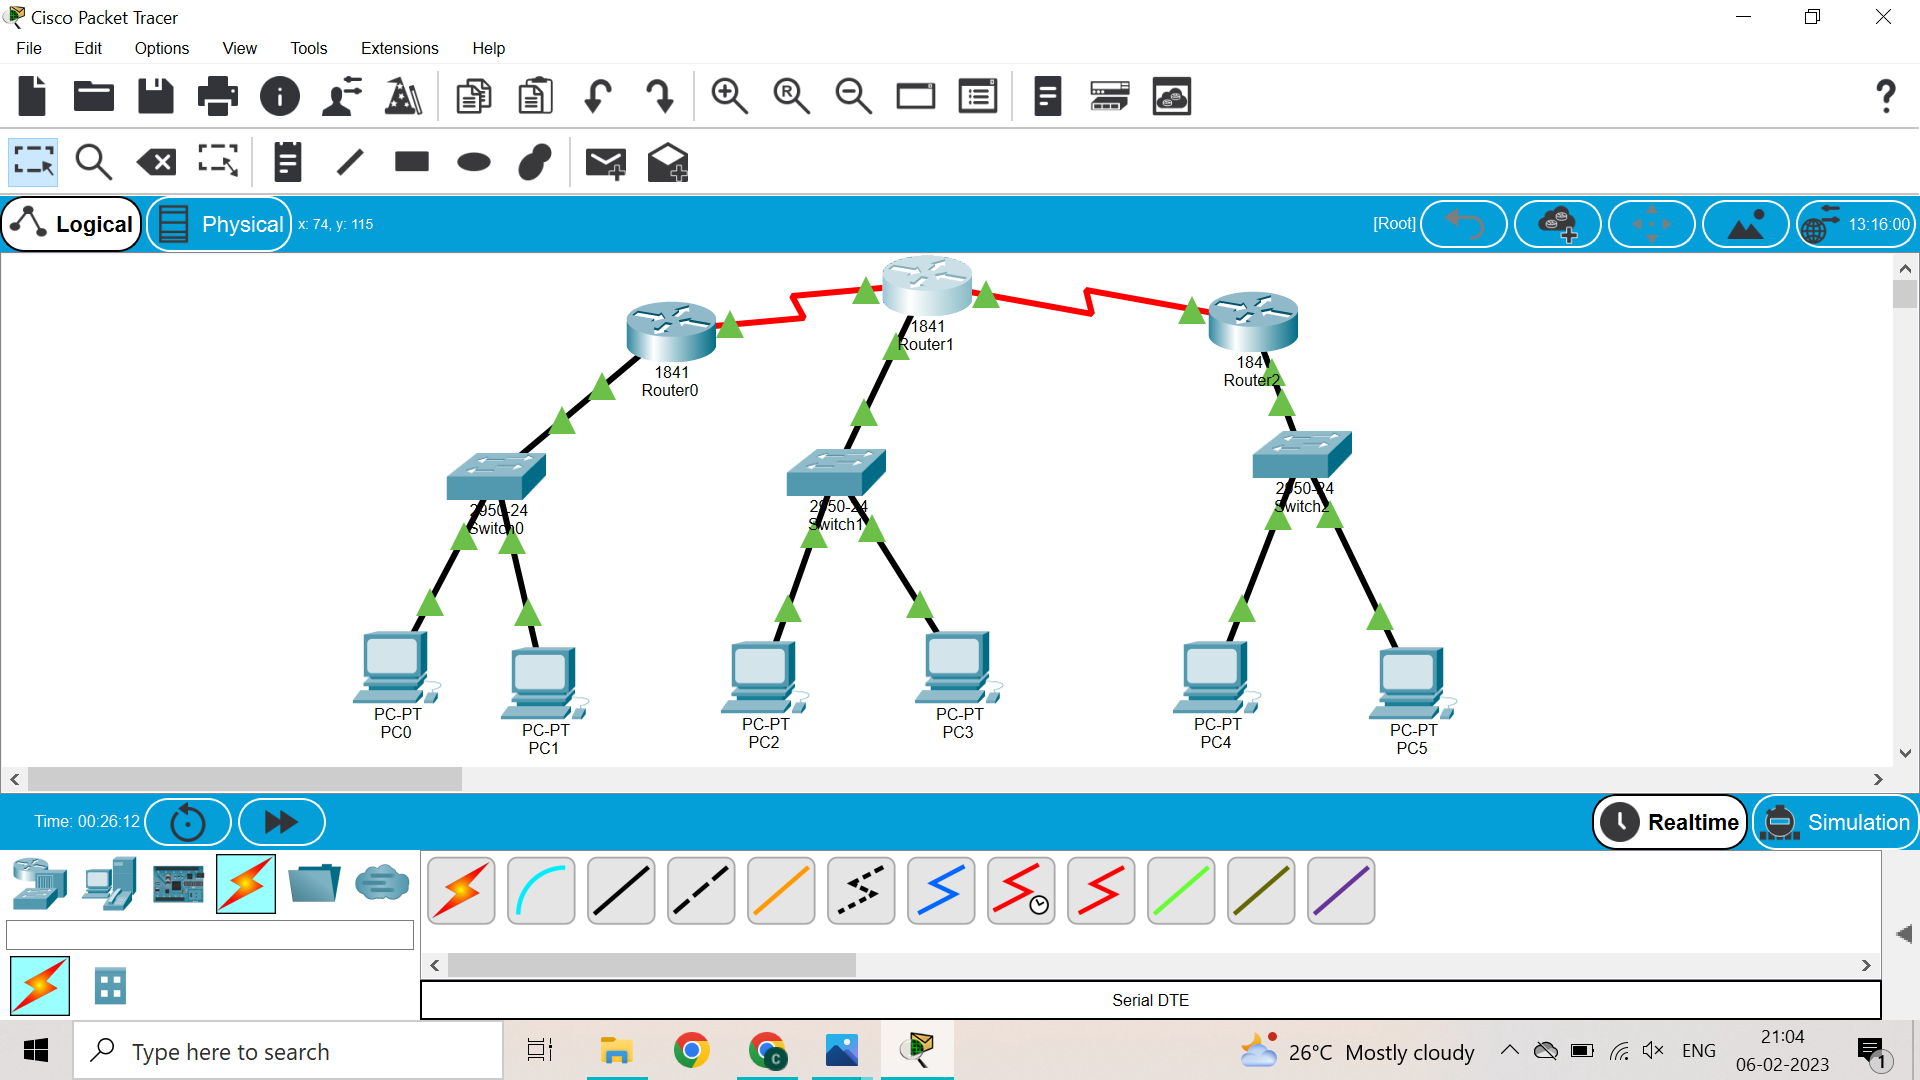 Cisco Packet Tracer
File Edit Options View Tools Extensions Help
R
?
Logical
Physical
x: 74, y: 115
[Root]
13:16:00
1841
Router0
1841
Router1
184
Router2
2950-24
Switch0
2950-24
Switch1
2950-24
Switch2
PC-PT
PC0
PC-PT
PC1
PC-PT
PC2
PC-PT
PC3
PC-PT
PC4
PC-PT
PC5
Time: 00:26:12
Realtime
Simulation
Serial DTE
Type here to search
C
26°C Mostly cloudy
ENG
21:04
06-02-2023
1